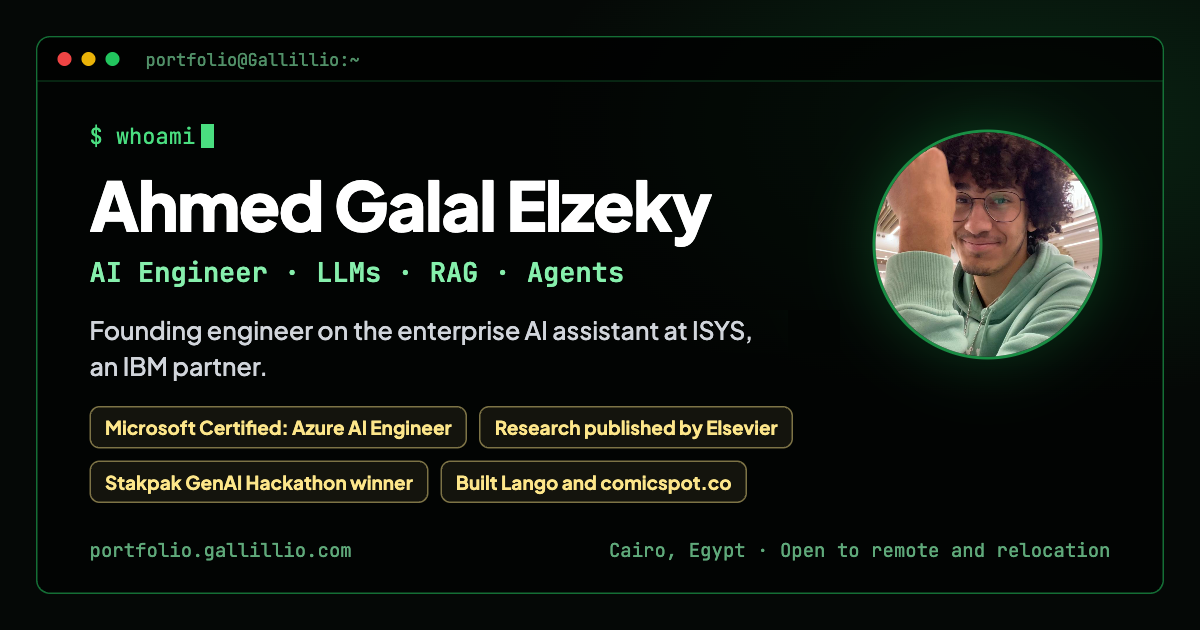 portfolio@Gallillio:~
$ whoami
Ahmed Galal Elzeky
AI Engineer · LLMs · RAG · Agents
Founding engineer on the enterprise AI assistant at ISYS,
an IBM partner.
Microsoft Certified: Azure AI Engineer
Research published by Elsevier
Stakpak GenAI Hackathon winner
Built Lango and comicspot.co
portfolio.gallillio.com
Cairo, Egypt · Open to remote and relocation